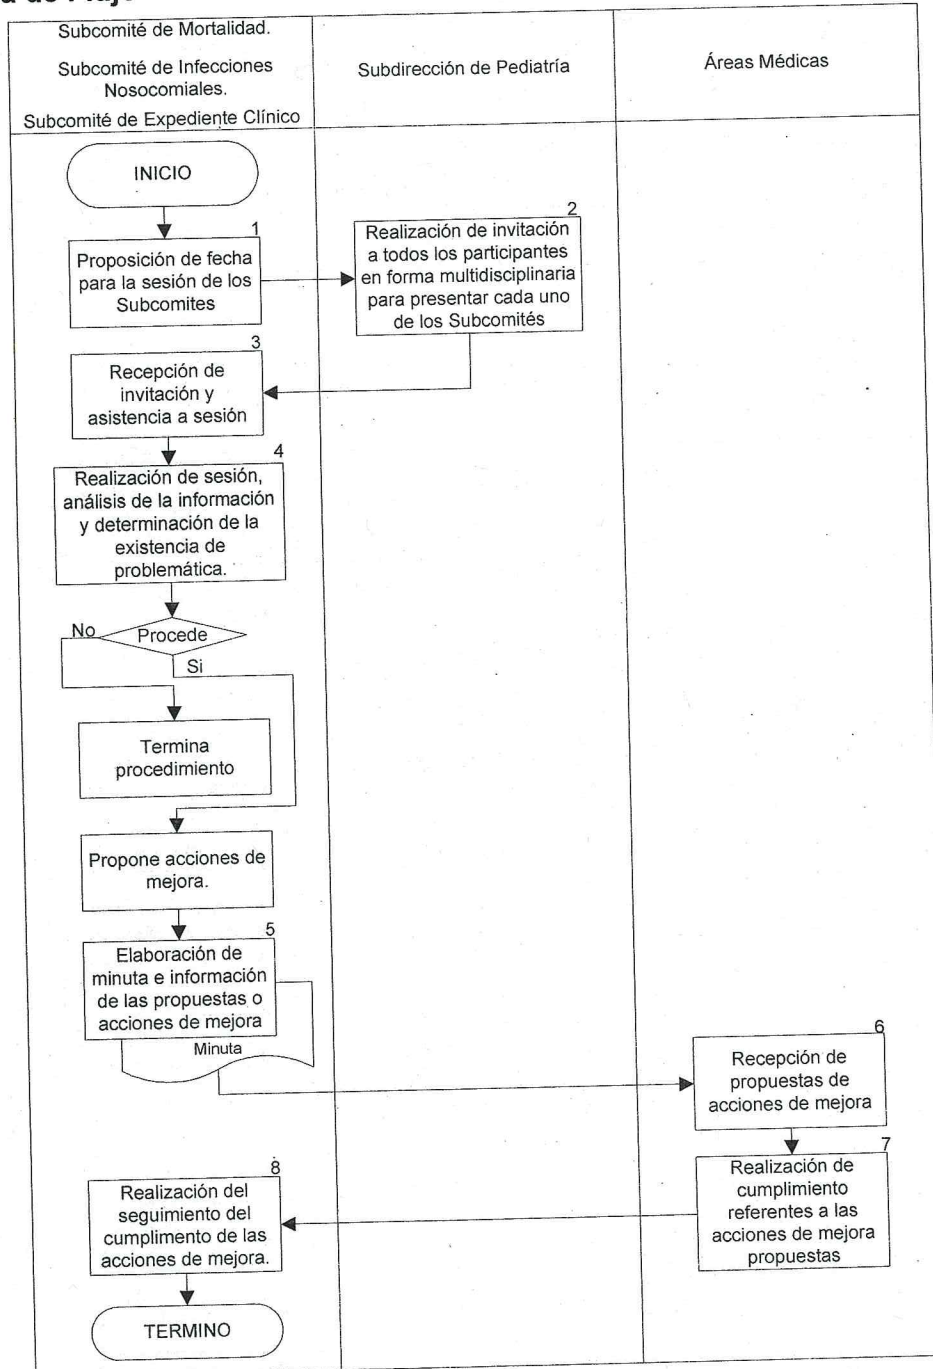 Subcomité de Mortalidad.
Subcomité de Infecciones
Nosocomiales.
Subcomité de Expediente Clínico
Subdirección de Pediatría
Áreas Médicas
INICIO
1
Proposición de fecha
para la sesión de los
Subcomites
2
Realización de invitación
a todos los participantes
en forma multidisciplinaria
para presentar cada uno
de los Subcomités
3
Recepción de
invitación y
asistencia a sesión
4
Realización de sesión,
análisis de la información
y determinación de la
existencia de
problemática.
No
Procede
Si
Termina
procedimiento
Propone acciones de
mejora.
5
Elaboración de
minuta e información
de las propuestas o
acciones de mejora
Minuta
6
Recepción de
propuestas de
acciones de mejora
7
Realización de
cumplimiento
referentes a las
acciones de mejora
propuestas
8
Realización del
seguimiento del
cumplimento de las
acciones de mejora.
TERMINO